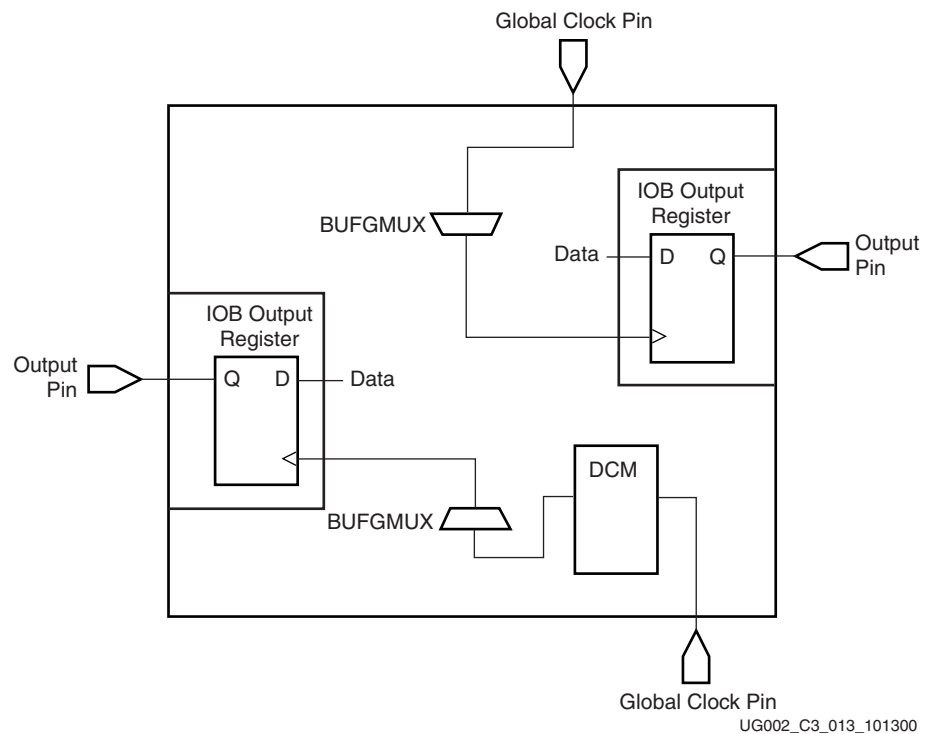 Global Clock Pin
IOB Output
Register
BUFGMUX
Data
D
Q
Output
Pin
IOB Output
Register
Output
Pin
Q
D
Data
DCM
BUFGMUX
Global Clock Pin
UG002_C3_013_101300